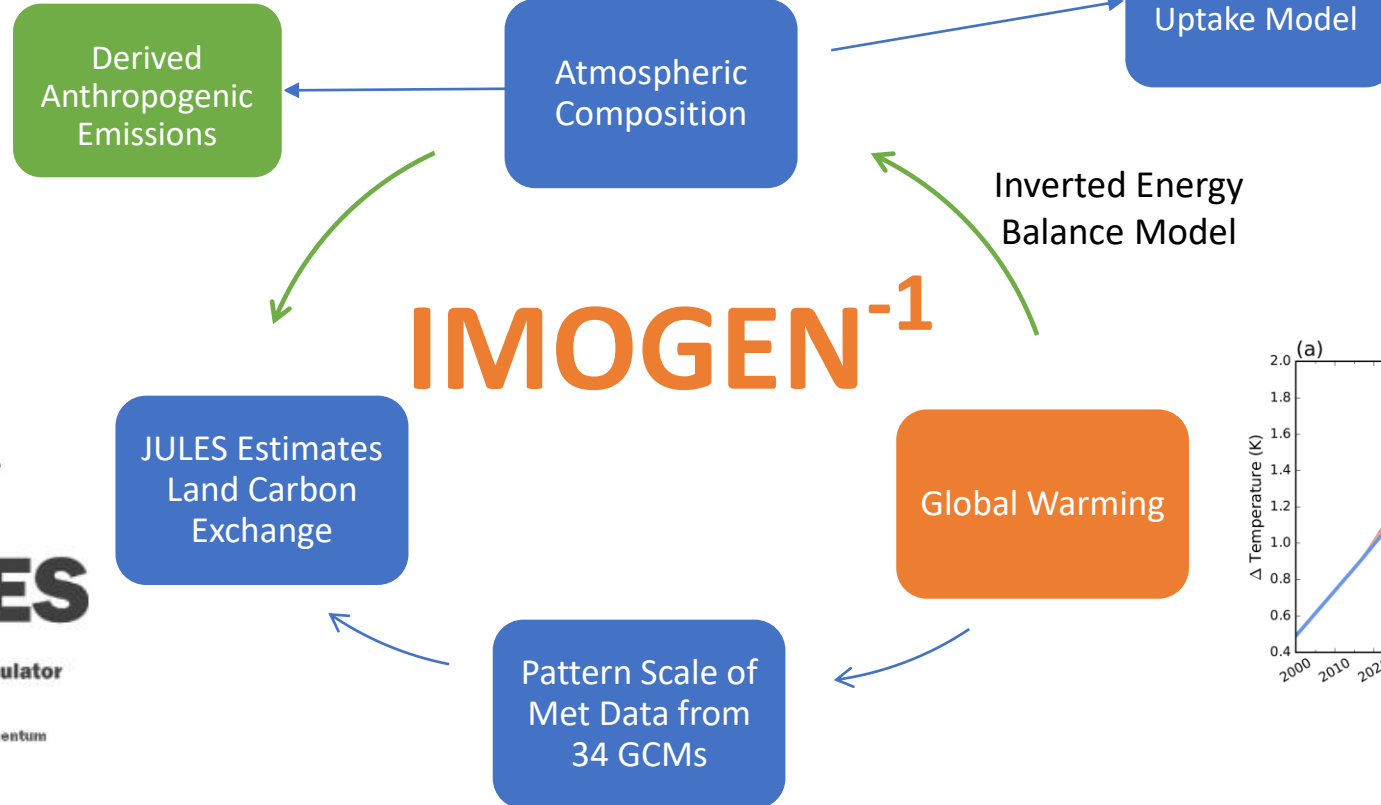 Uptake Model
Derived
Anthropogenic
Emissions
Atmospheric
Composition
Inverted Energy
Balance Model
IMOGEN-1
(a)
2.0
1.8
1.6
1.4
1.2
1.0
0.8
0.6
0.4
Δ Temperature (K)
2000 2010
JULES Estimates
Land Carbon
Exchange
Global Warming
ES
Pattern Scale of
Met Data from
34 GCMs